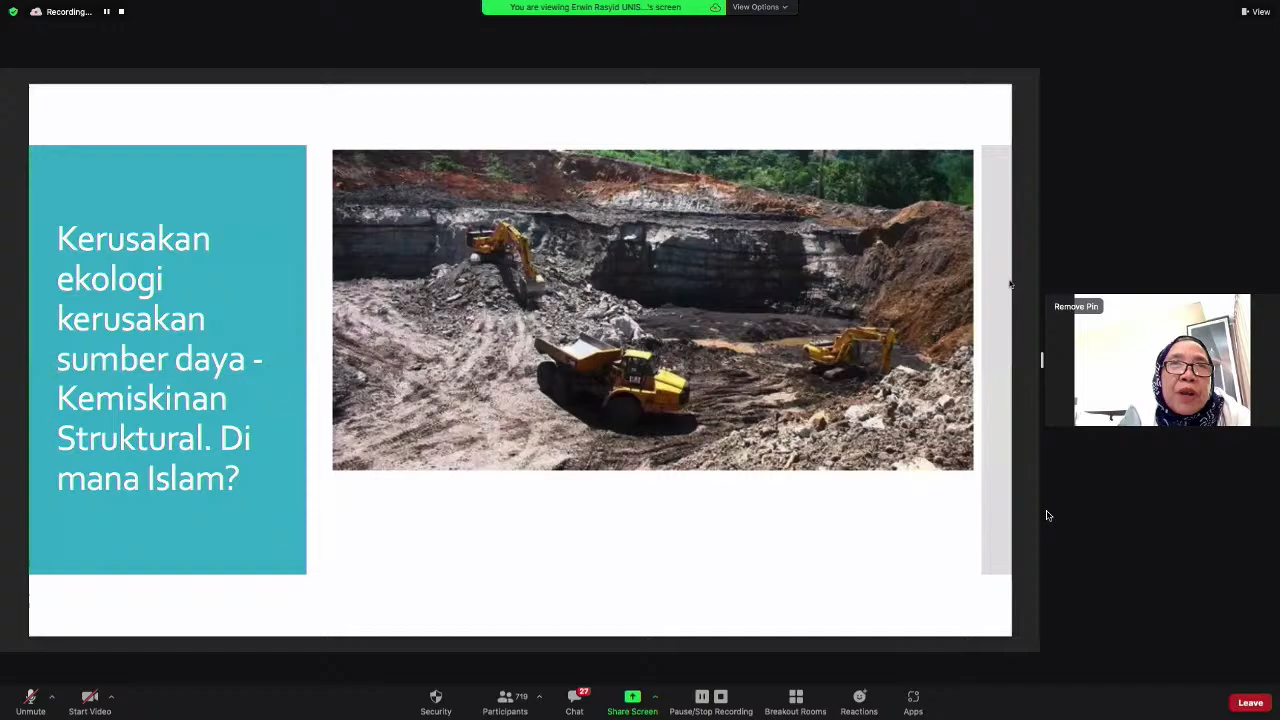 Recording...
You are viewing Erwin Rasyid UNIS...'s screen
View Options
View
Kerusakan
ekologi
kerusakan
sumber daya -
Kemiskinan
Struktural. Di
mana Islam?
Remove Pin
Unmute
Start Video
Security
719
Participants
27
Chat
Share Screen
Pause/Stop Recording
Breakout Rooms
Reactions
Apps
Leave